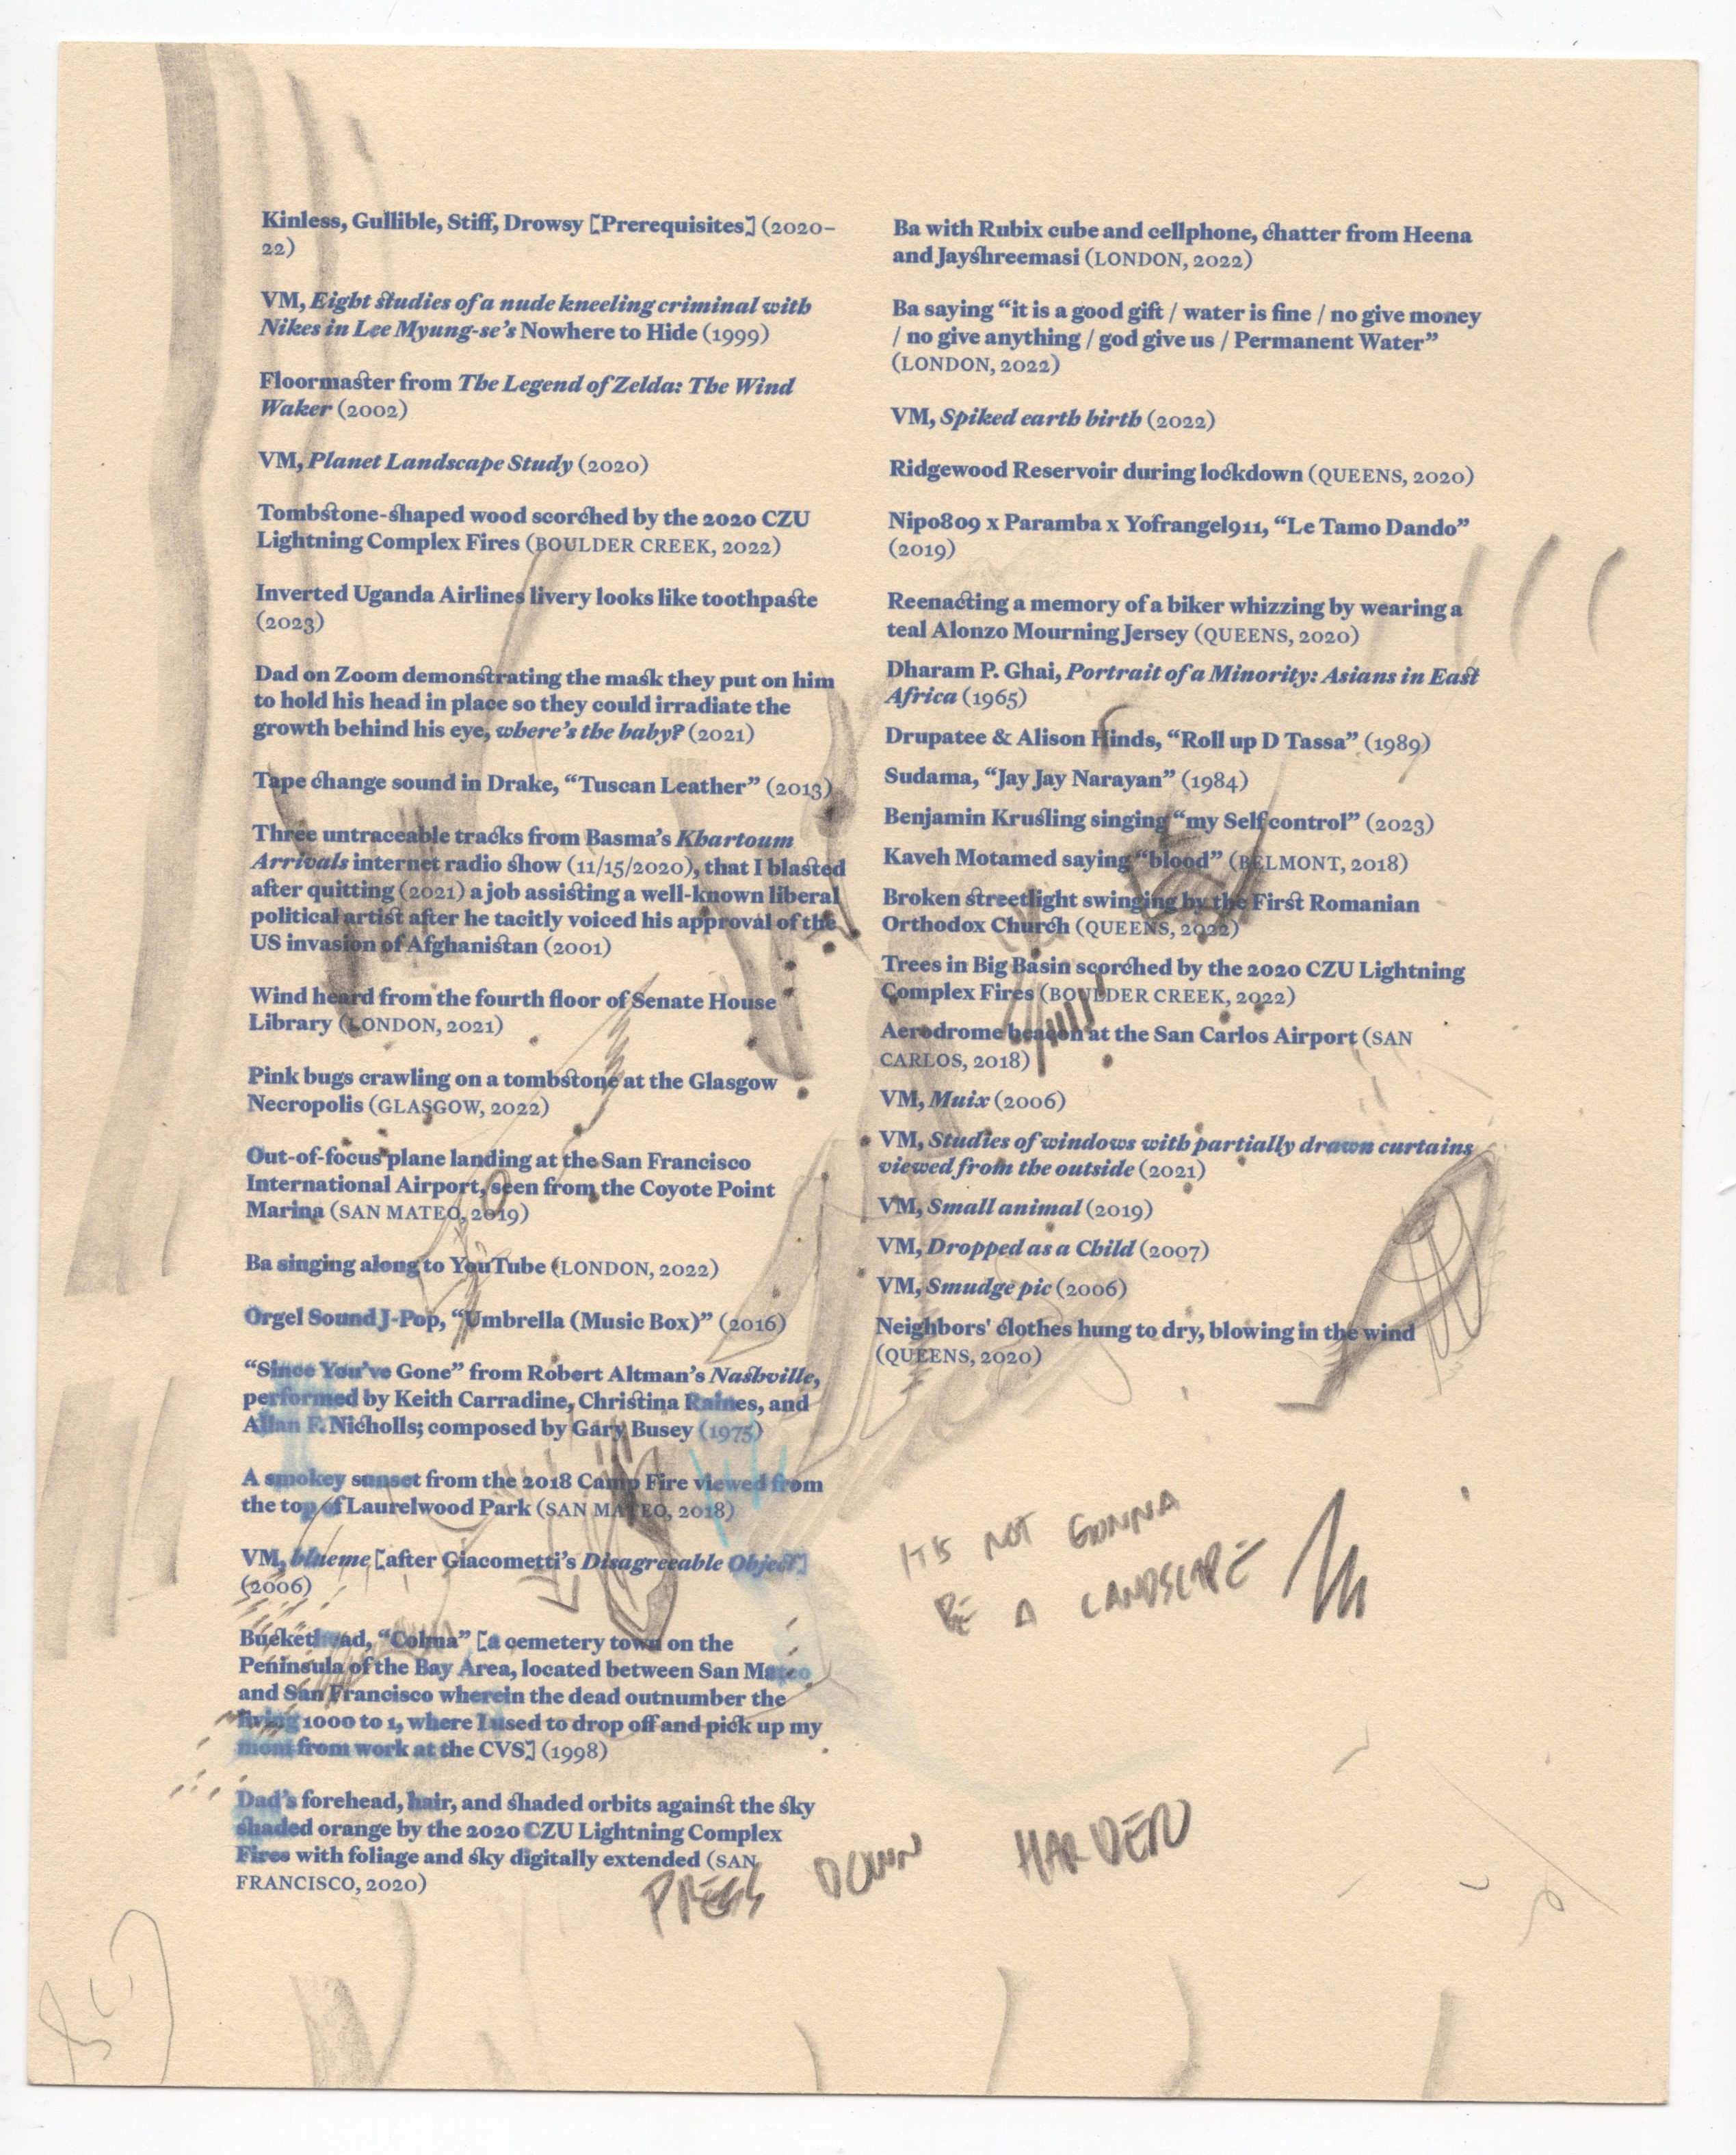 Kinless, Gullible, Stiff, Drowsy [Prerequisites] (2020–
22)
VM, Eight studies of a nude kneeling criminal with
Nikes in Lee Myung-se’s Nowhere to Hide (1999)
Floormaster from The Legend of Zelda: The Wind
Waker (2002)
VM, Planet Landscape Study (2020)
Tombstone-shaped wood scorched by the 2020 CZU
Lightning Complex Fires (BOULDER CREEK, 2022)
Inverted Uganda Airlines livery looks like toothpaste
(2023)
Dad on Zoom demonstrating the mask they put on him
to hold his head in place so they could irradiate the
growth behind his eye, where’s the baby? (2021)
Tape change sound in Drake, “Tuscan Leather” (2013)
Three untraceable tracks from Basma’s Khartoum
Arrivals internet radio show (11/15/2020), that I blasted
after quitting (2021) a job assisting a well-known liberal
political artist after he tacitly voiced his approval of the
US invasion of Afghanistan (2001)
Wind heard from the fourth floor of Senate House
Library (LONDON, 2021)
Pink bugs crawling on a tombstone at the Glasgow
Necropolis (GLASGOW, 2022)
Out-of-focus plane landing at the San Francisco
International Airport, seen from the Coyote Point
Marina (SAN MATEO, 2019)
Ba singing along to YouTube (LONDON, 2022)
Orgel Sound J-Pop, “Umbrella (Music Box)” (2016)
“Since You’ve Gone” from Robert Altman’s Nashville,
performed by Keith Carradine, Christina Raines, and
Allan F. Nicholls; composed by Gary Busey (1975)
A smokey sunset from the 2018 Camp Fire viewed from
the top of Laurelwood Park (SAN MATEO, 2018)
VM, blueme [after Giacometti’s Disagreeable Object]
(2006)
Buckethead, “Colma” [a cemetery town on the
Peninsula of the Bay Area, located between San Mateo
and San Francisco wherein the dead outnumber the
living 1000 to 1, where I used to drop off and pick up my
mom from work at the CVS] (1998)
Dad’s forehead, hair, and shaded orbits against the sky
shaded orange by the 2020 CZU Lightning Complex
Fires with foliage and sky digitally extended (SAN
FRANCISCO, 2020)
Ba with Rubix cube and cellphone, chatter from Heena
and Jayshreemasi (LONDON, 2022)
Ba saying “it is a good gift / water is fine / no give money
/ no give anything / god give us / Permanent Water”
(LONDON, 2022)
VM, Spiked earth birth (2022)
Ridgewood Reservoir during lockdown (QUEENS, 2020)
Nipo809 x Paramba x Yofrangel911, “Le Tamo Dando”
(2019)
Reenacting a memory of a biker whizzing by wearing a
teal Alonzo Mourning Jersey (QUEENS, 2020)
Dharam P. Ghai, Portrait of a Minority: Asians in East
Africa (1965)
Drupatee & Alison Hinds, “Roll up D Tassa” (1989)
Sudama, “Jay Jay Narayan” (1984)
Benjamin Krusling singing “my Self control” (2023)
Kaveh Motamed saying “blood” (BELMONT, 2018)
Broken streetlight swinging by the First Romanian
Orthodox Church (QUEENS, 2022)
Trees in Big Basin scorched by the 2020 CZU Lightning
Complex Fires (BOULDER CREEK, 2022)
Aerodrome beacon at the San Carlos Airport (SAN
CARLOS, 2018)
VM, Muix (2006)
VM, Studies of windows with partially drawn curtains
viewed from the outside (2021)
VM, Small animal (2019)
VM, Dropped as a Child (2007)
VM, Smudge pic (2006)
Neighbors' clothes hung to dry, blowing in the wind
(QUEENS, 2020)
IT'S NOT GONNA
BE A LANDSCAPE
PRESS DOWN HARDER